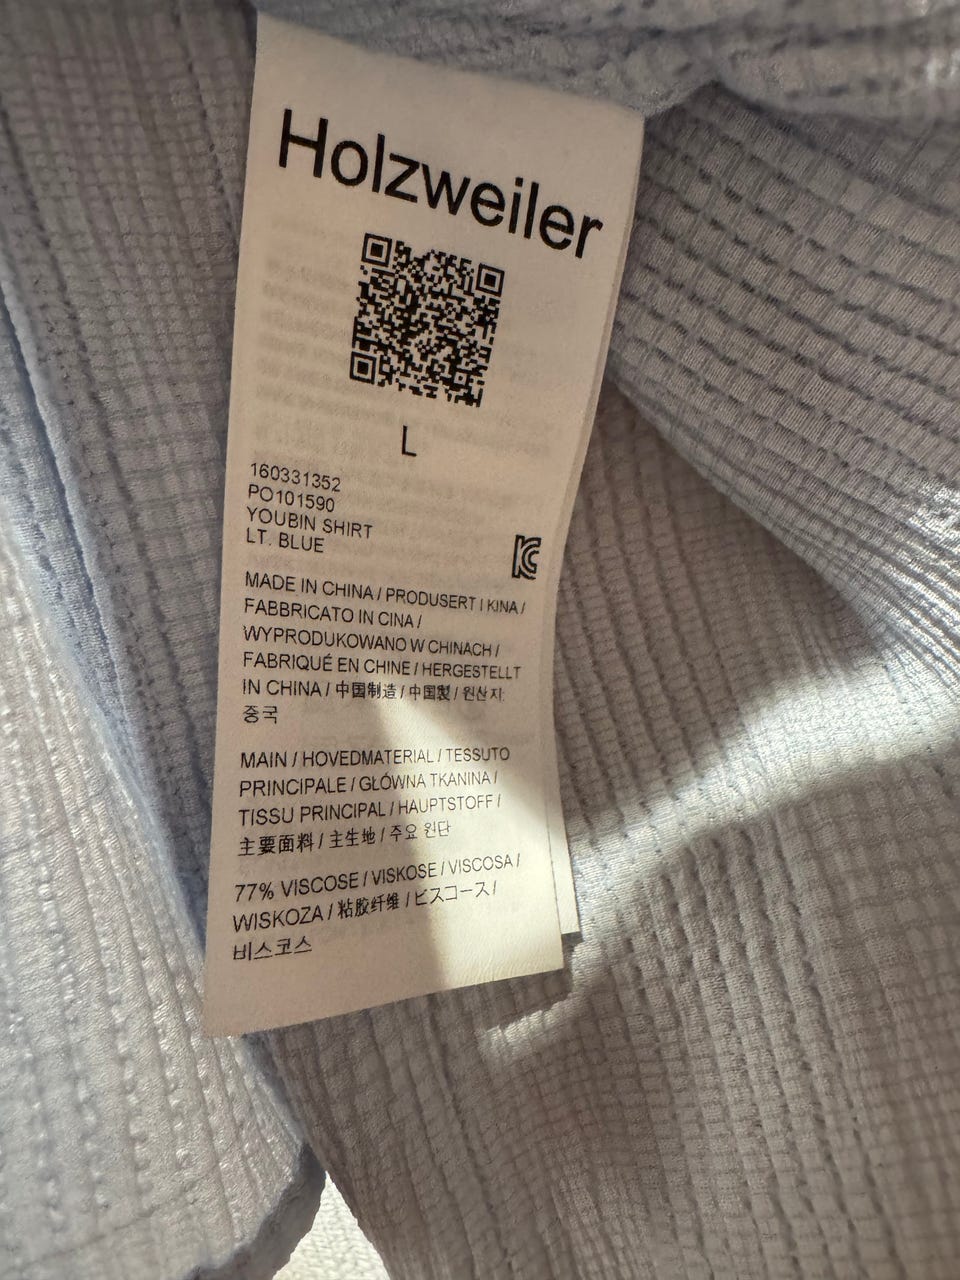 Holzweiler
L
160331352
PO101590
YOUBIN SHIRT
LT. BLUE
MADE IN CHINA / PRODUSERT I KINA /
FABBRICATO IN CINA /
WYPRODUKOWANO W CHINACH /
FABRIQUÉ EN CHINE / HERGESTELLT
IN CHINA / 中国制造 / 中国製 / 원산지:
중국
MAIN / HOVEDMATERIAL / TESSUTO
PRINCIPALE / GŁÓWNA TKANINA /
TISSU PRINCIPAL / HAUPTSTOFF /
主要面料 / 主生地 / 주요 원단
77% VISCOSE / VISKOSE / VISCOSA /
WISKOZA / 粘胶纤维 / ビスコース /
비스코스